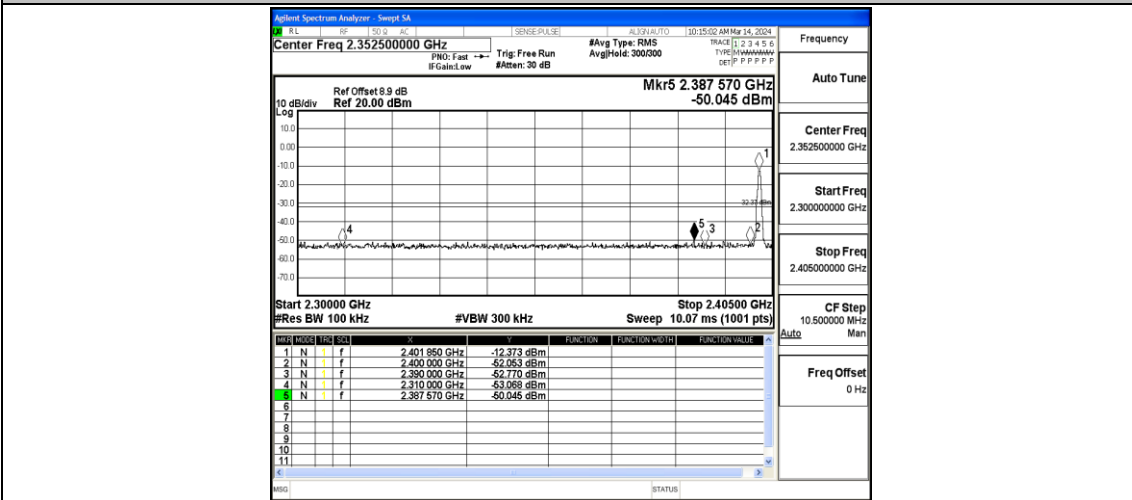 Agilent Spectrum Analyzer - Swept SA
RL RF 50 Ω AC SENSE:PULSE ALIGN AUTO 10:15:02 AM Mar 14, 2024
Center Freq 2.352500000 GHz
PNO: Fast
IFGain:Low
Trig: Free Run
#Atten: 30 dB
#Avg Type: RMS
Avg|Hold: 300/300
TRACE 1 2 3 4 5 6
TYPE M
DET P P P P P P
Frequency
Mkr5 2.387 570 GHz
-50.045 dBm
10 dB/div
Log
Ref Offset 8.9 dB
Ref 20.00 dBm
10.0
0.00
-10.0
-20.0
-30.0
-40.0
-50.0
-60.0
-70.0
1
-32.37 dBm
4
5
3
2
Start 2.30000 GHz
Stop 2.40500 GHz
#Res BW 100 kHz
#VBW 300 kHz
Sweep 10.07 ms (1001 pts)
MKR MODE TRC SCL X Y FUNCTION FUNCTION WIDTH FUNCTION VALUE
1 N 1 f 2.401 850 GHz -12.373 dBm
2 N 1 f 2.400 000 GHz -52.053 dBm
3 N 1 f 2.390 000 GHz -52.770 dBm
4 N 1 f 2.310 000 GHz -53.068 dBm
5 N 1 f 2.387 570 GHz -50.045 dBm
6
7
8
9
10
11
MSG
STATUS
Auto Tune
Center Freq
2.352500000 GHz
Start Freq
2.300000000 GHz
Stop Freq
2.405000000 GHz
CF Step
10.500000 MHz
Auto Man
Freq Offset
0 Hz